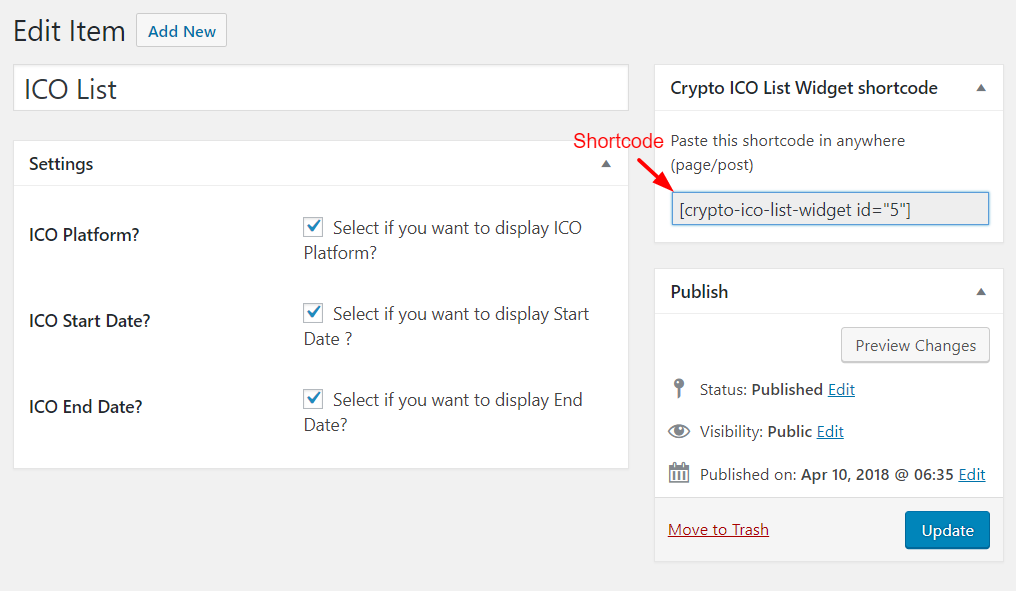 Edit Item
Add New
ICO List
Settings
ICO Platform?
Select if you want to display ICO
Platform?
ICO Start Date?
Select if you want to display Start
Date ?
ICO End Date?
Select if you want to display End
Date?
Crypto ICO List Widget shortcode
Shortcode
Paste this shortcode in anywhere
(page/post)
[crypto-ico-list-widget id="5"]
Publish
Preview Changes
Status: Published Edit
Visibility: Public Edit
Published on: Apr 10, 2018 @ 06:35 Edit
Move to Trash
Update